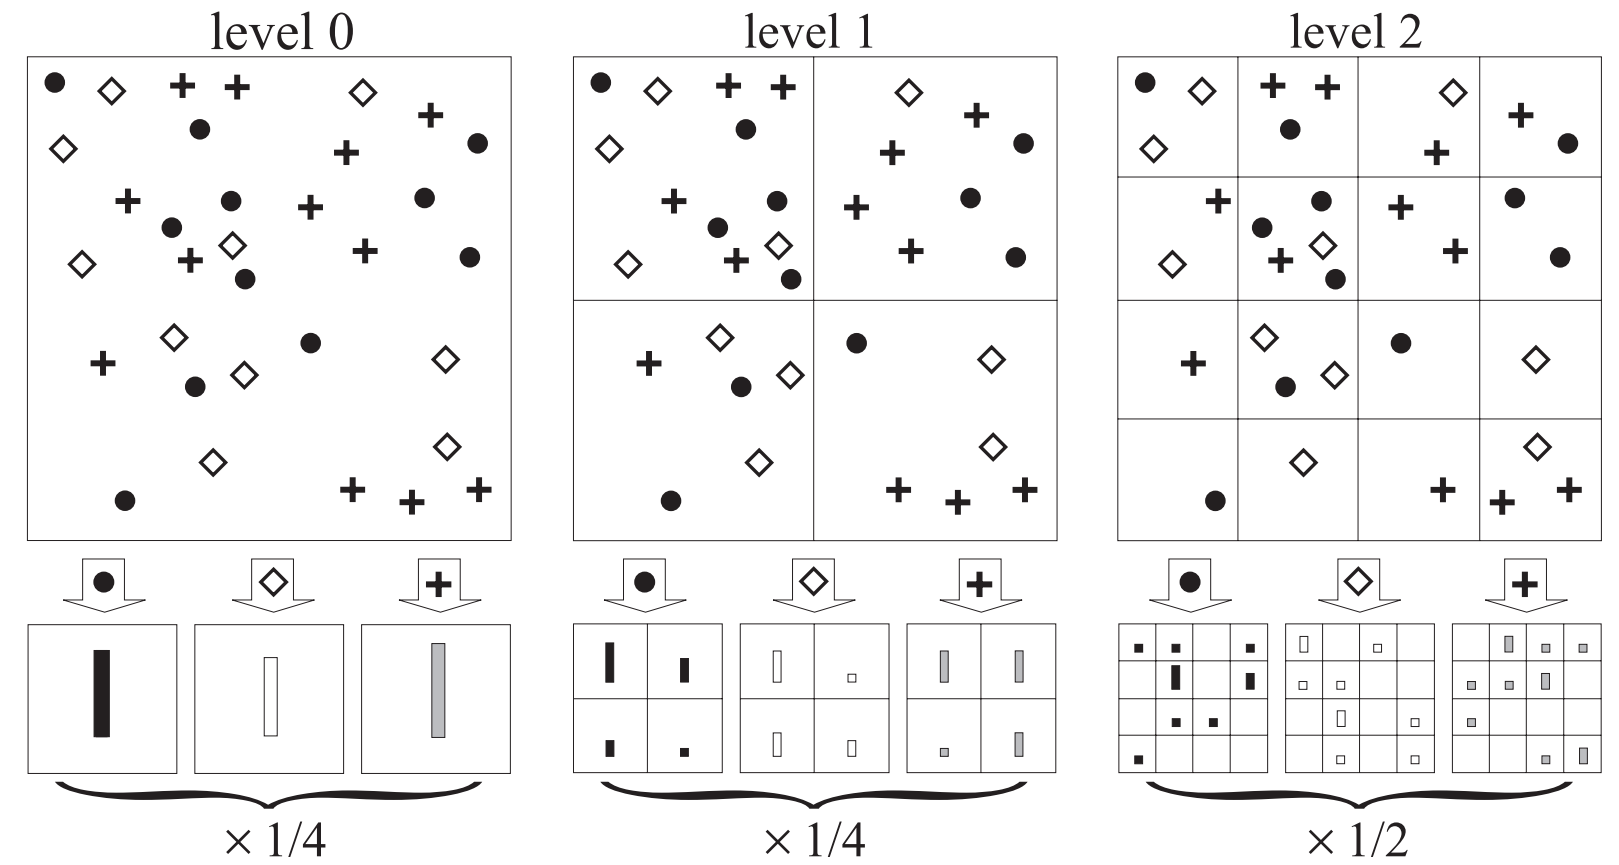 level 0 level 1 level 2
× 1/4 × 1/4 × 1/2